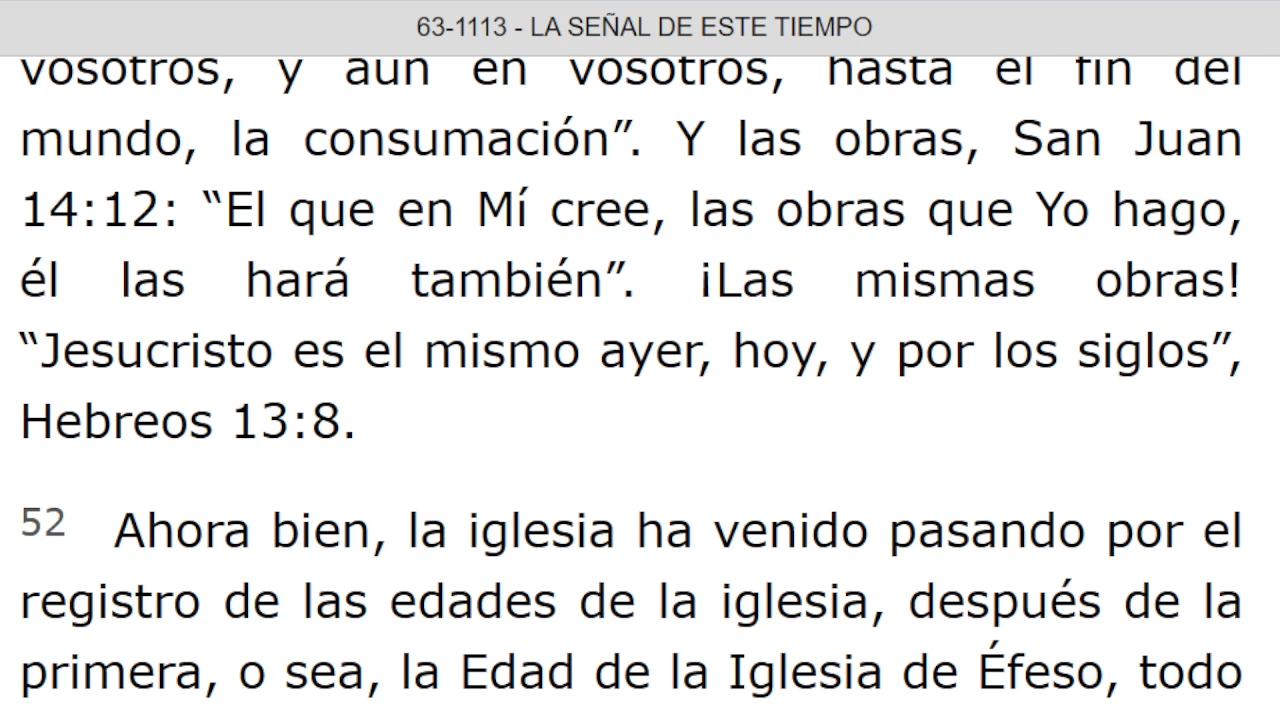 63-1113 - LA SEÑAL DE ESTE TIEMPO
vosotros, y aun en vosotros, hasta el fin del
mundo, la consumación”. Y las obras, San Juan
14:12: “El que en Mí cree, las obras que Yo hago,
él las hará también”. ¡Las mismas obras!
“Jesucristo es el mismo ayer, hoy, y por los siglos”,
Hebreos 13:8.
52 Ahora bien, la iglesia ha venido pasando por el
registro de las edades de la iglesia, después de la
primera, o sea, la Edad de la Iglesia de Éfeso, todo